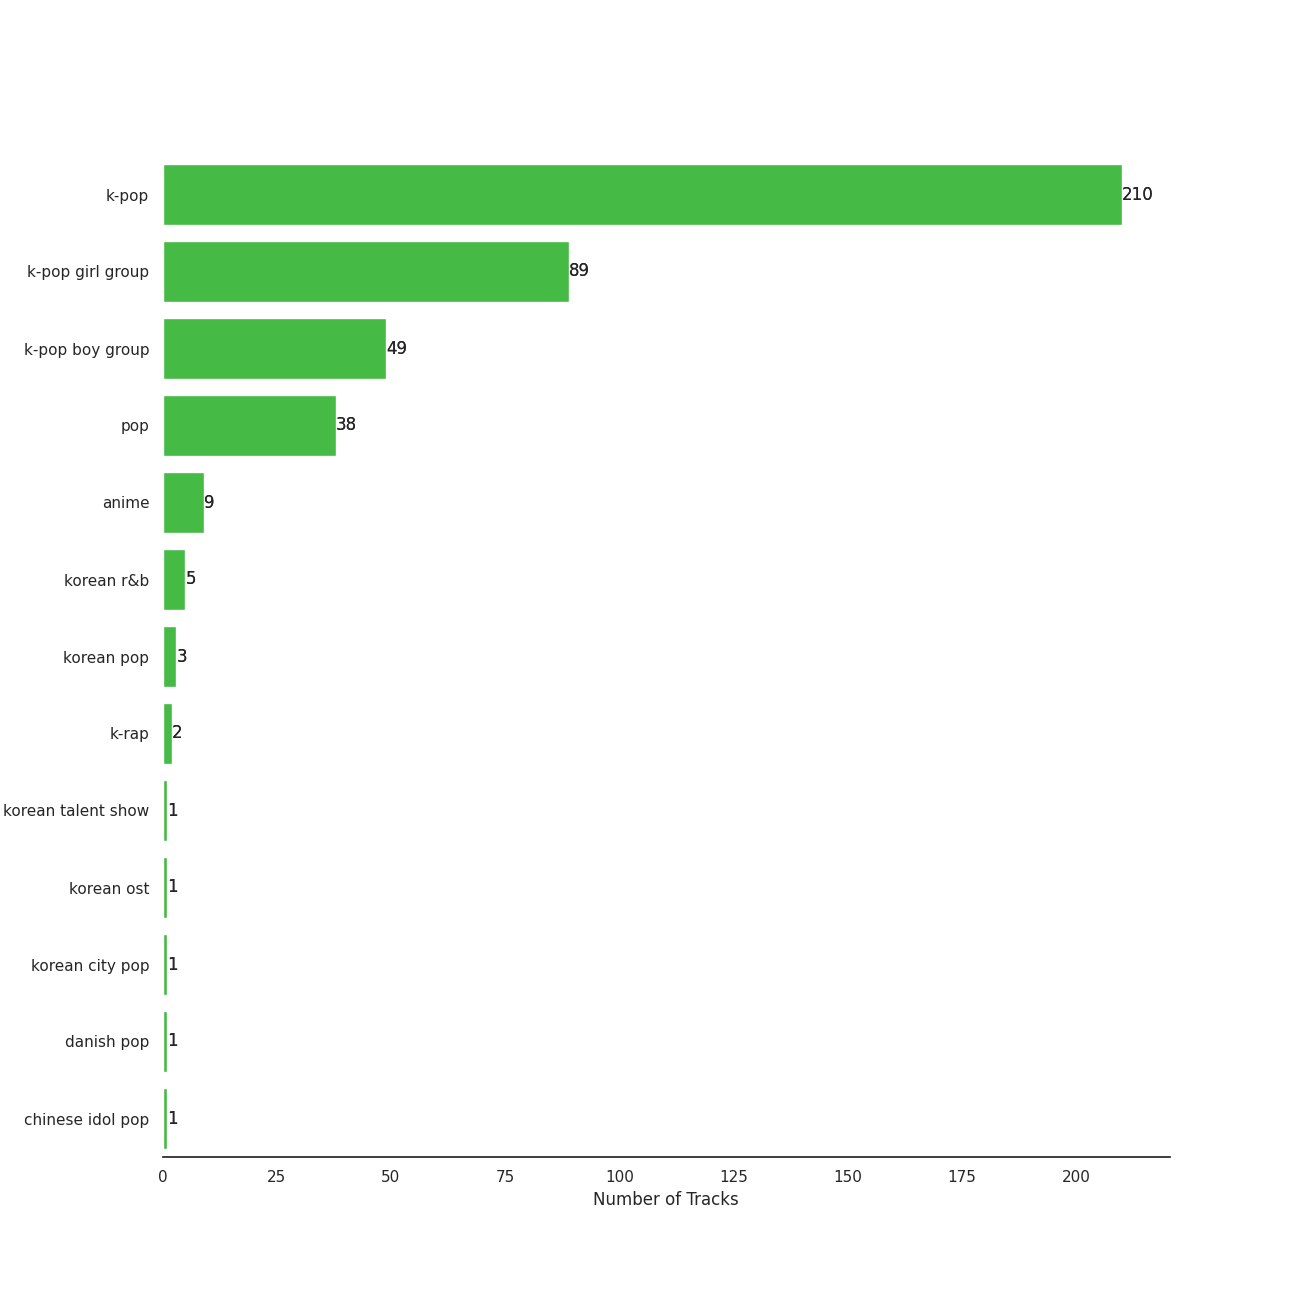 k-pop 210
k-pop girl group 89
k-pop boy group 49
pop 38
anime 9
korean r&b 5
korean pop 3
k-rap 2
korean talent show 1
korean ost 1
korean city pop 1
danish pop 1
chinese idol pop 1
0 25 50 75 100 125 150 175 200
Number of Tracks